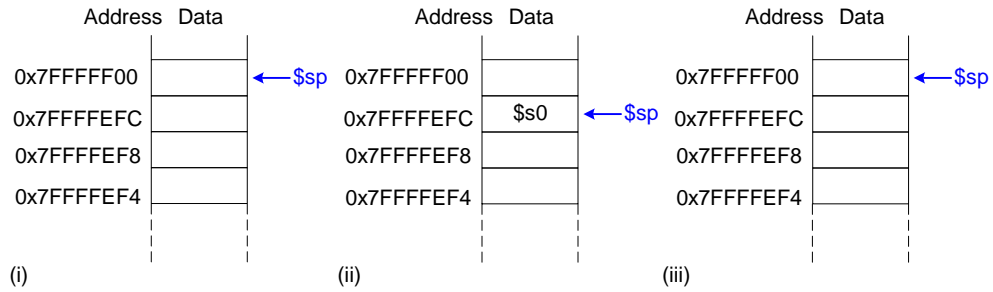 Address Data
0x7FFFFF00
$sp
0x7FFFFEFC
0x7FFFFEF8
0x7FFFFEF4
(i)
Address Data
0x7FFFFF00
0x7FFFFEFC
$s0
$sp
0x7FFFFEF8
0x7FFFFEF4
(ii)
Address Data
0x7FFFFF00
$sp
0x7FFFFEFC
0x7FFFFEF8
0x7FFFFEF4
(iii)